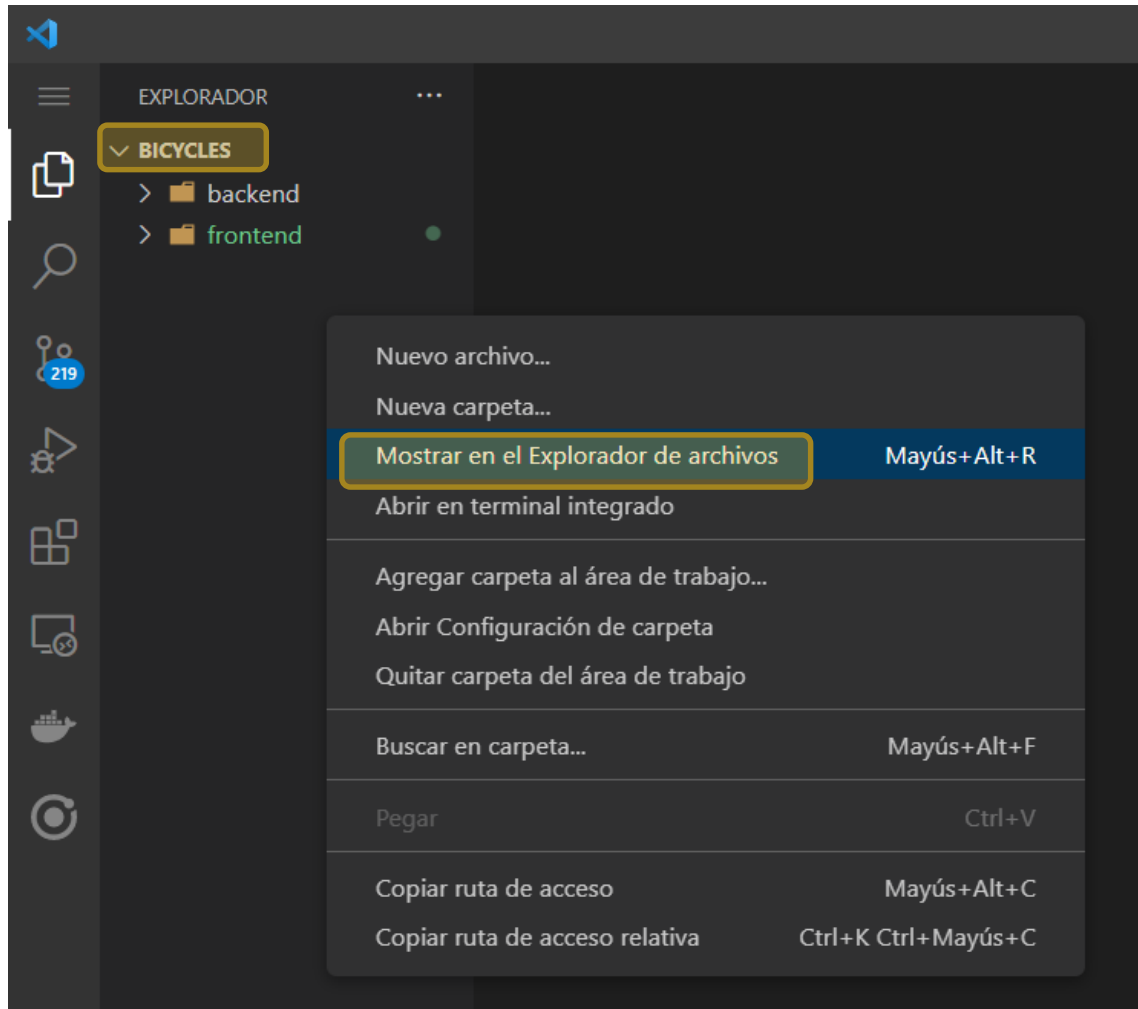 EXPLORADOR
BICYCLES
backend
frontend
219
Nuevo archivo...
Nueva carpeta...
Mostrar en el Explorador de archivos Mayús+Alt+R
Abrir en terminal integrado
Agregar carpeta al área de trabajo...
Abrir Configuración de carpeta
Quitar carpeta del área de trabajo
Buscar en carpeta... Mayús+Alt+F
Pegar Ctrl+V
Copiar ruta de acceso Mayús+Alt+C
Copiar ruta de acceso relativa Ctrl+K Ctrl+Mayús+C